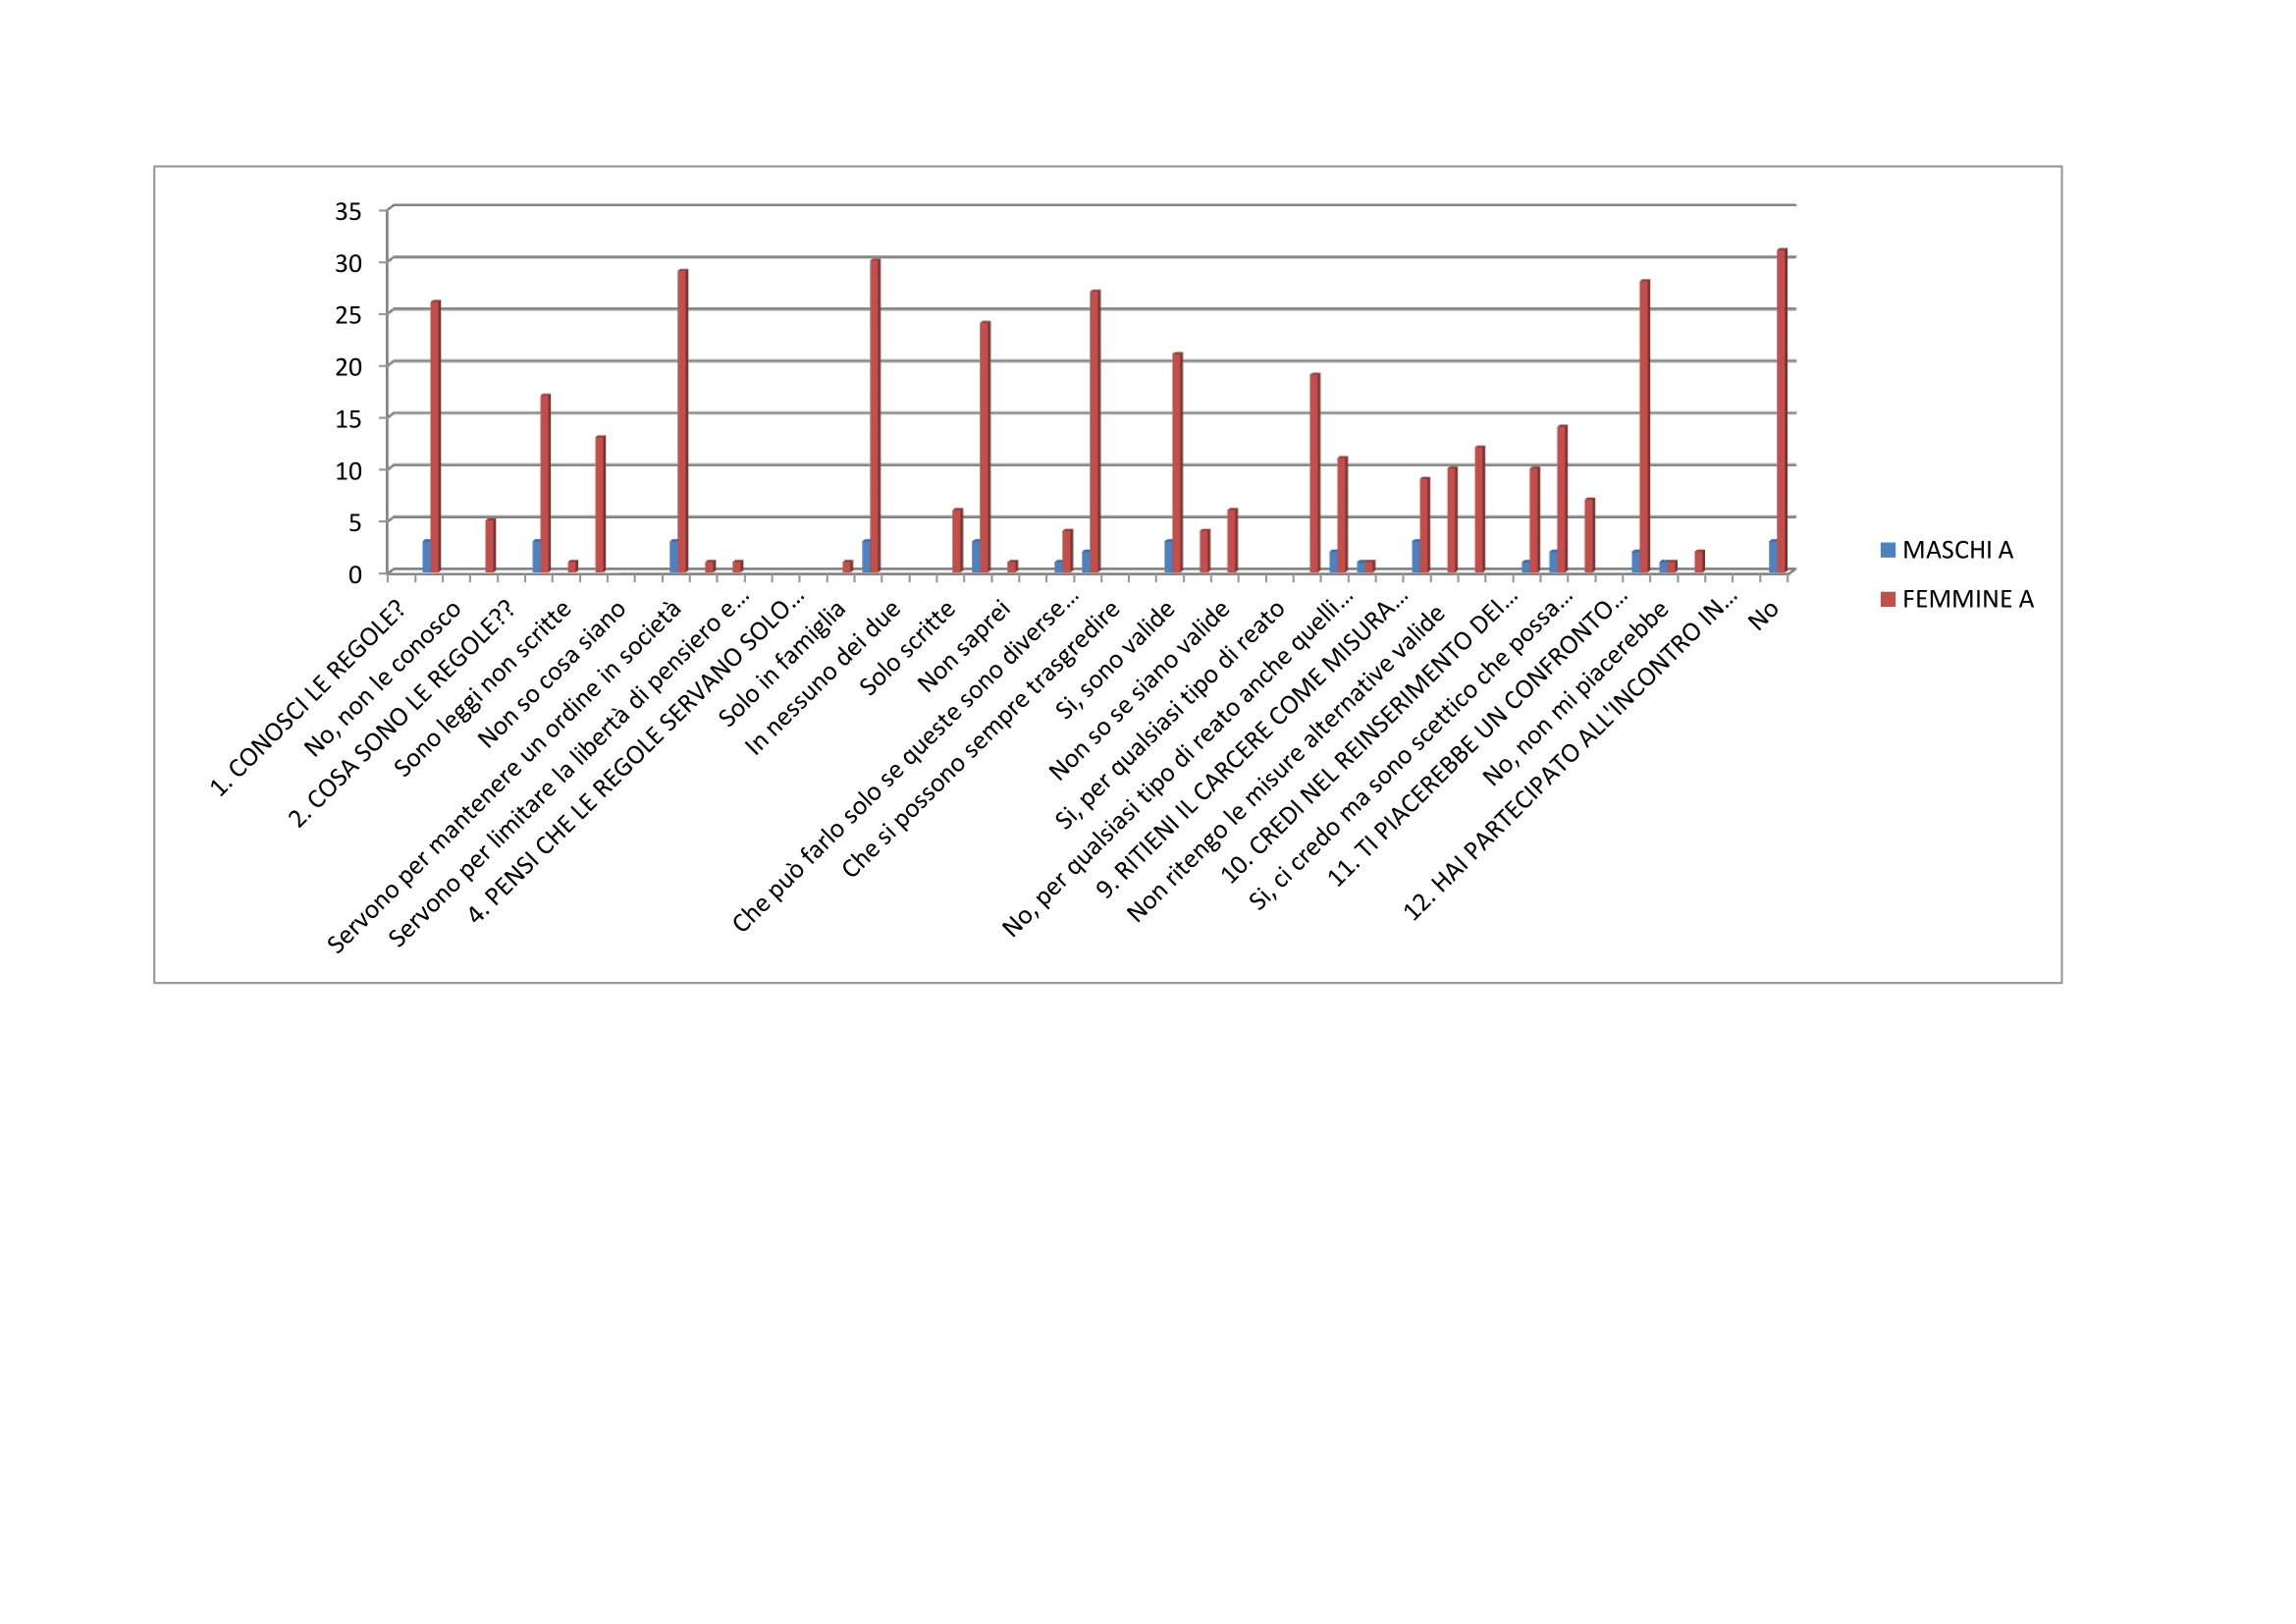 35
30
25
20
15
10
5
0
1. CONOSCI LE REGOLE?
No, non le conosco
2. COSA SONO LE REGOLE??
Sono leggi non scritte
Non so cosa siano
Servono per mantenere un ordine in società
Servono per limitare la libertà di pensiero e...
4. PENSI CHE LE REGOLE SERVANO SOLO...
Solo in famiglia
In nessuno dei due
Solo scritte
Non saprei
Che può farlo solo se queste sono diverse...
Che si possono sempre trasgredire
Si, sono valide
Non so se siano valide
Si, per qualsiasi tipo di reato
No, per qualsiasi tipo di reato anche quelli...
9. RITIENI IL CARCERE COME MISURA...
Non ritengo le misure alternative valide
10. CREDI NEL REINSERIMENTO DEI...
Si, ci credo ma sono scettico che possa...
11. TI PIACEREBBE UN CONFRONTO...
No, non mi piacerebbe
12. HAI PARTECIPATO ALL'INCONTRO IN...
No
MASCHI A
FEMMINE A